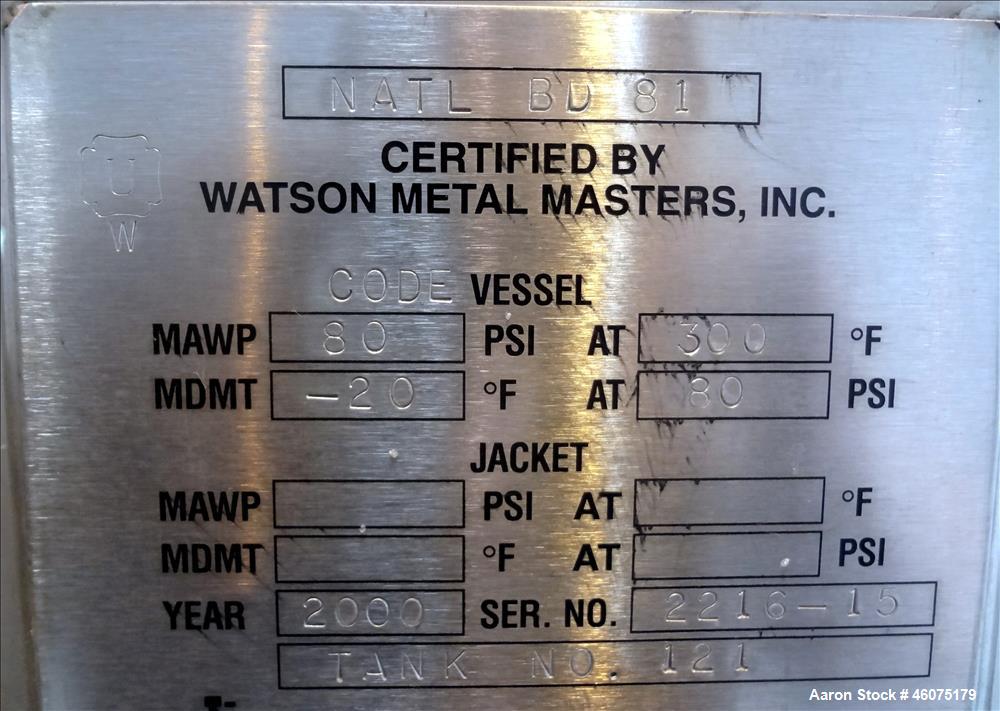 NATL BD 81
CERTIFIED BY
WATSON METAL MASTERS, INC.
U
W
CODE VESSEL
MAWP 80 PSI AT 300 °F
MDMT -20 °F AT 80 PSI
JACKET
MAWP PSI AT °F
MDMT °F AT PSI
YEAR 2000 SER. NO. 2216-15
TANK NO. 121
Aaron Stock # 46075179